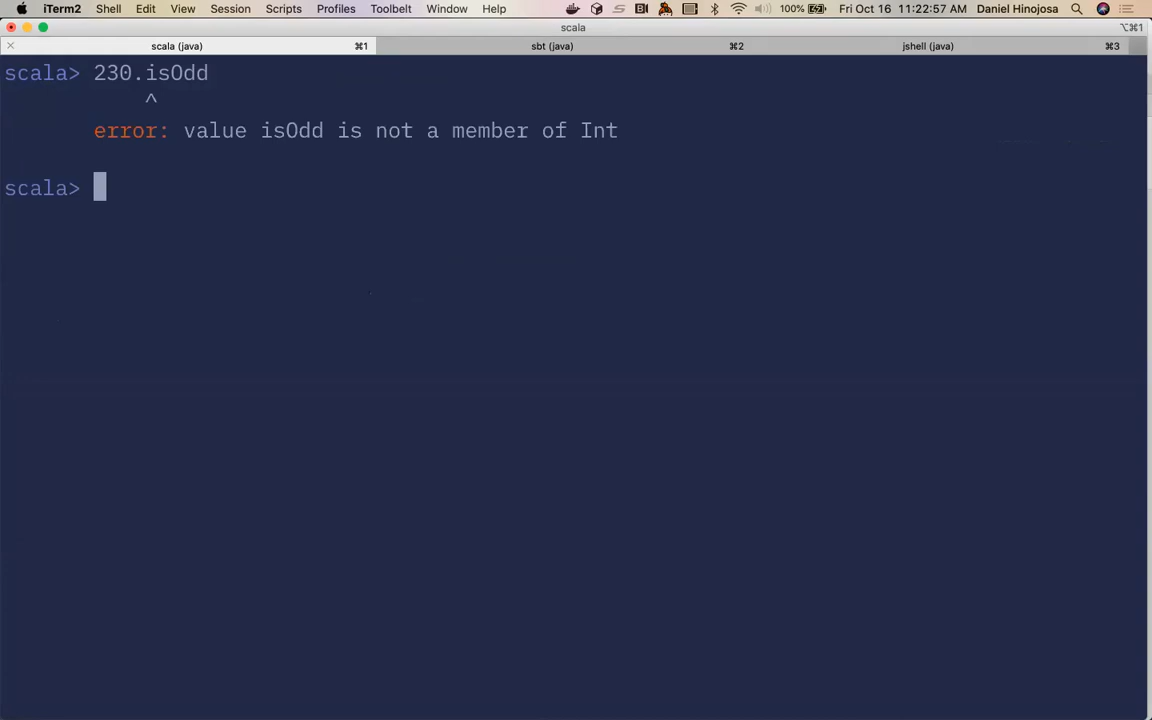 iTerm2 Shell Edit View Session Scripts Profiles Toolbelt Window Help 100% Fri Oct 16 11:22:57 AM Daniel Hinojosa
scala ⌥⌘1
scala (java) ⌘1 sbt (java) ⌘2 jshell (java) ⌘3
scala> 230.isOdd
^
error: value isOdd is not a member of Int
scala>